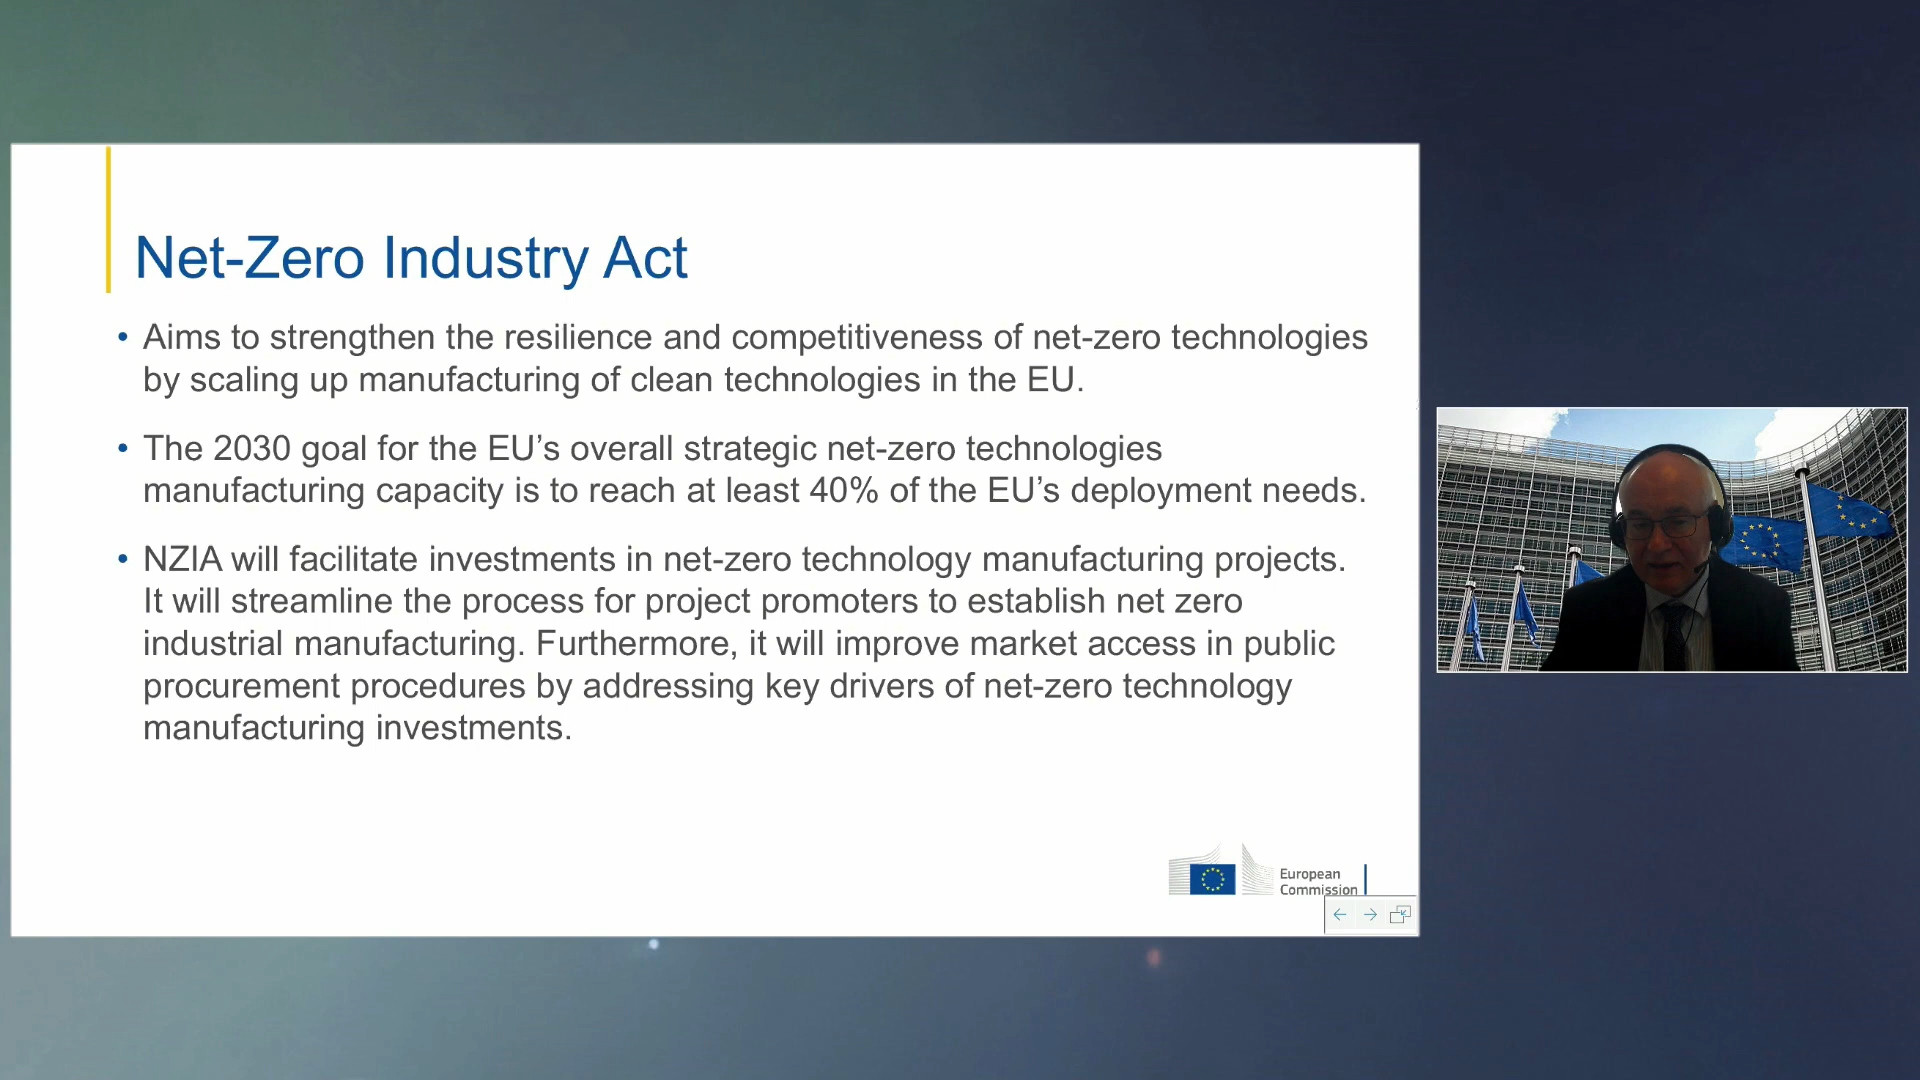 Net-Zero Industry Act
• Aims to strengthen the resilience and competitiveness of net-zero technologies
by scaling up manufacturing of clean technologies in the EU.
• The 2030 goal for the EU’s overall strategic net-zero technologies
manufacturing capacity is to reach at least 40% of the EU’s deployment needs.
• NZIA will facilitate investments in net-zero technology manufacturing projects.
It will streamline the process for project promoters to establish net zero
industrial manufacturing. Furthermore, it will improve market access in public
procurement procedures by addressing key drivers of net-zero technology
manufacturing investments.
European
Commission